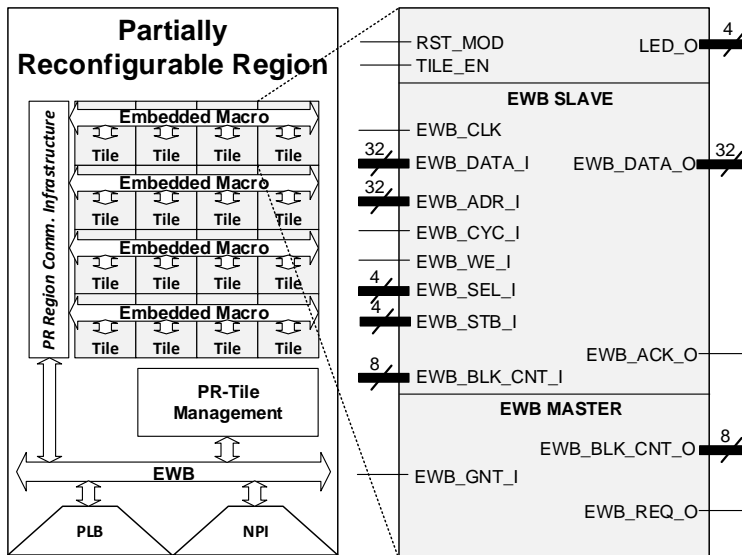 Partially
Reconfigurable Region
PR Region Comm. Infrastructure
Embedded Macro
Tile Tile Tile Tile
Embedded Macro
Tile Tile Tile Tile
Embedded Macro
Tile Tile Tile Tile
Embedded Macro
Tile Tile Tile Tile
PR-Tile
Management
EWB
PLB NPI
RST_MOD
4
LED_O
TILE_EN
EWB SLAVE
EWB_CLK
32
EWB_DATA_I
EWB_DATA_O
32
32
EWB_ADR_I
EWB_CYC_I
EWB_WE_I
4
EWB_SEL_I
4
EWB_STB_I
EWB_ACK_O
8
EWB_BLK_CNT_I
EWB MASTER
EWB_BLK_CNT_O
8
EWB_GNT_I
EWB_REQ_O